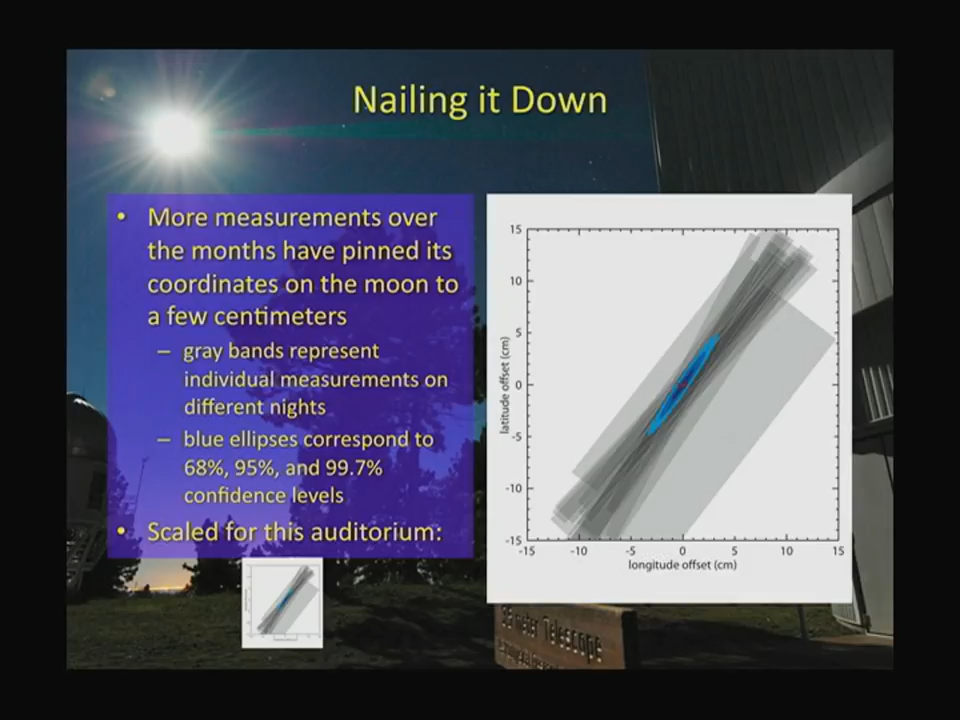 Nailing it Down
• More measurements over
the months have pinned its
coordinates on the moon to
a few centimeters
– gray bands represent
individual measurements on
different nights
– blue ellipses correspond to
68%, 95%, and 99.7%
confidence levels
• Scaled for this auditorium:
15
10
5
0
-5
-10
-15
latitude offset (cm)
-15 -10 -5 0 5 10 15
longitude offset (cm)
meter Telescope